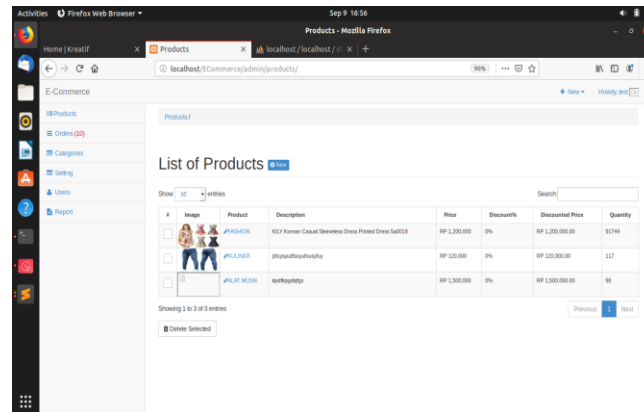 Activities Firefox Web Browser Sep 9 16:56
Products - Mozilla Firefox
Home | Kreatif × Products × localhost / localhost / × +
localhost/ECommerce/admin/products/ 90%
E-Commerce + New Howdy, test
Products
Orders (10)
Categories
Setting
Users
Report
Products /
List of Products New
Show 10 entries Search:
# Image Product Description Price Discount% Discounted Price Quantity
FASHION KILY Korean Casual Sleeveless Dress Printed Dress Sa0019 RP 1,200,000 0% RP 1,200,000.00 91744
KULINER RP 120,000 0% RP 120,000.00 117
ALAT MUSIK RP 1,500,000 0% RP 1,500,000.00 96
Showing 1 to 3 of 3 entries Previous 1 Next
Delete Selected